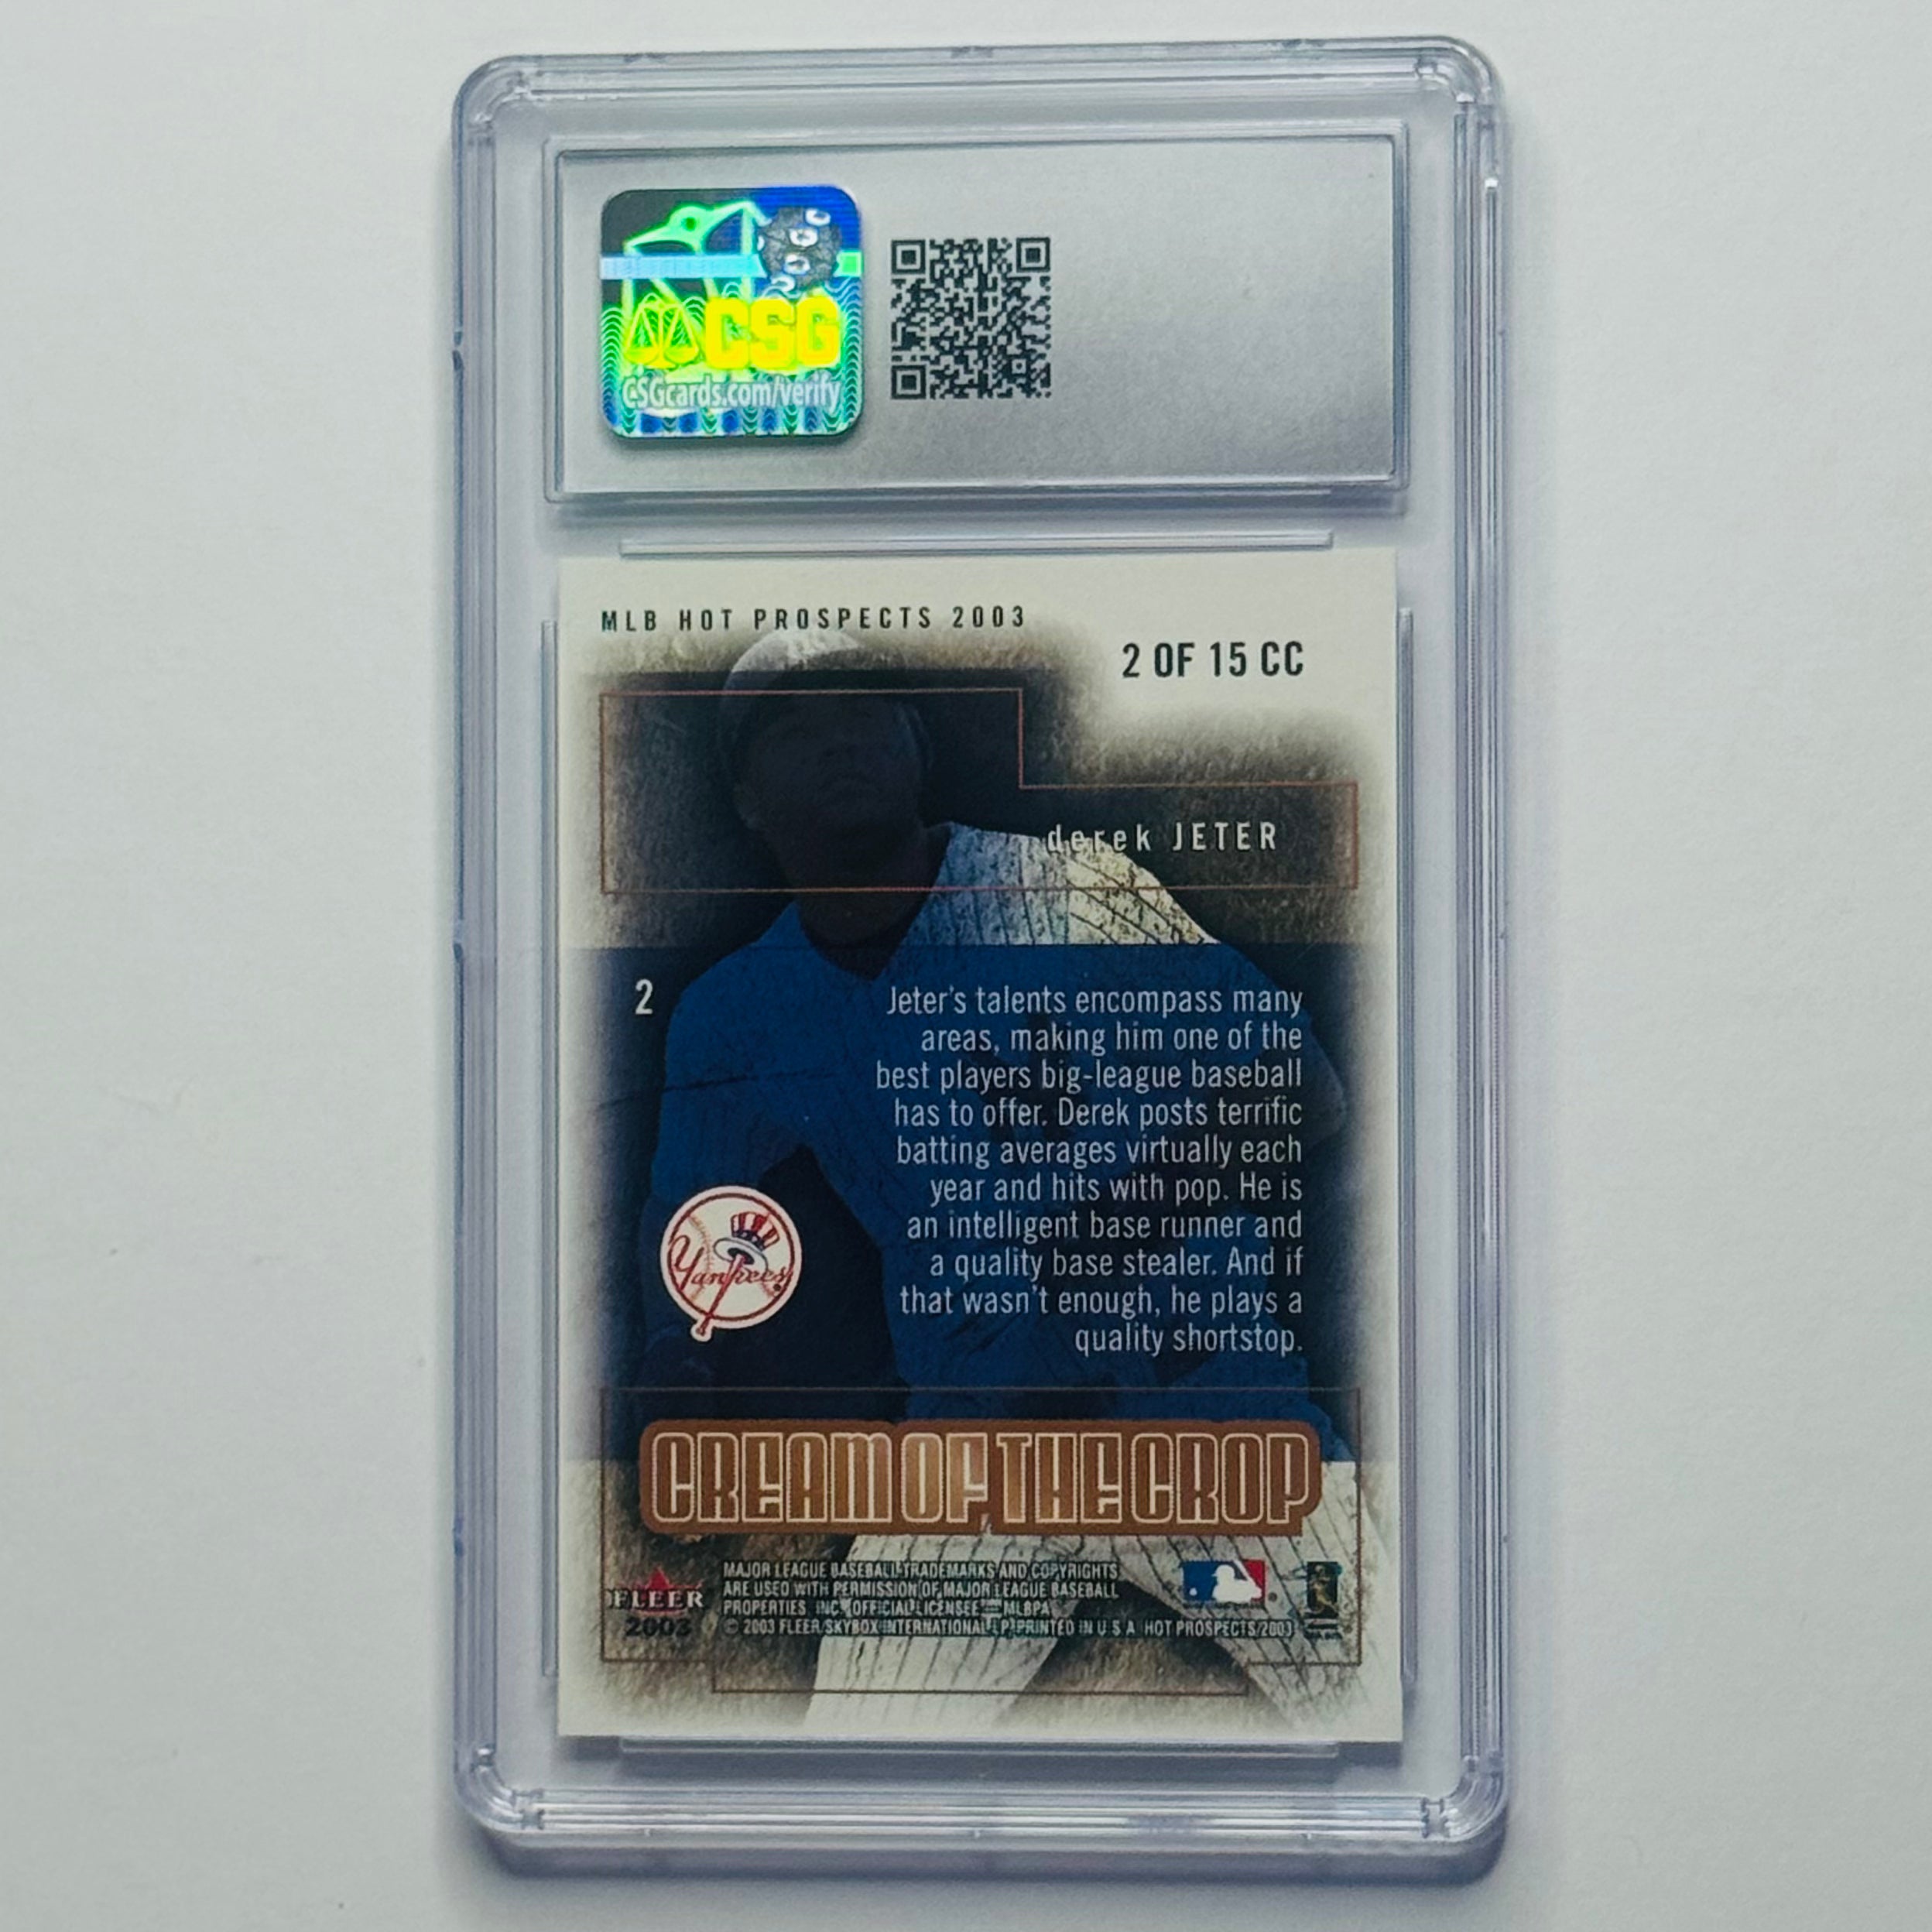 CSG
CSGcards.com/verify
MLB HOT PROSPECTS 2003
2 OF 15 CC
derek JETER
2
Jeter's talents encompass many
areas, making him one of the
best players big-league baseball
has to offer. Derek posts terrific
batting averages virtually each
year and hits with pop. He is
an intelligent base runner and
a quality base stealer. And if
that wasn't enough, he plays a
quality shortstop.
Yankees
CREAM OF THE CROP
FLEER
2003
MAJOR LEAGUE BASEBALL TRADEMARKS AND COPYRIGHTS
ARE USED WITH PERMISSION OF MAJOR LEAGUE BASEBALL
PROPERTIES, INC. OFFICIAL LICENSEE — MLBPA
© 2003 FLEER/SKYBOX INTERNATIONAL LP PRINTED IN U.S.A. HOT PROSPECTS/2003